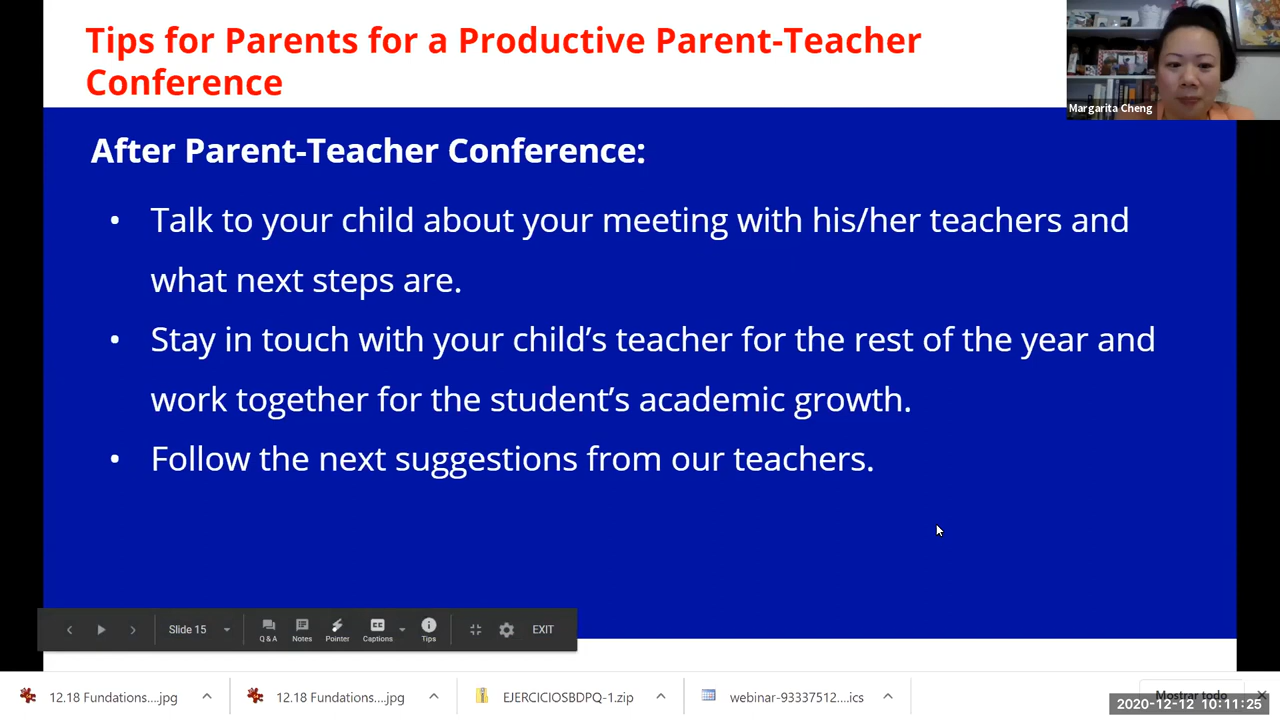 Tips for Parents for a Productive Parent-Teacher
Conference
Margarita Cheng
After Parent-Teacher Conference:
• Talk to your child about your meeting with his/her teachers and
what next steps are.
• Stay in touch with your child’s teacher for the rest of the year and
work together for the student’s academic growth.
• Follow the next suggestions from our teachers.
Slide 15
Q & A
Notes
Pointer
CC
Captions
Tips
EXIT
12.18 Fundations....jpg
12.18 Fundations....jpg
EJERCICIOSBDPQ-1.zip
webinar-93337512....ics
Mostrar todo
2020-12-12 10:11:25